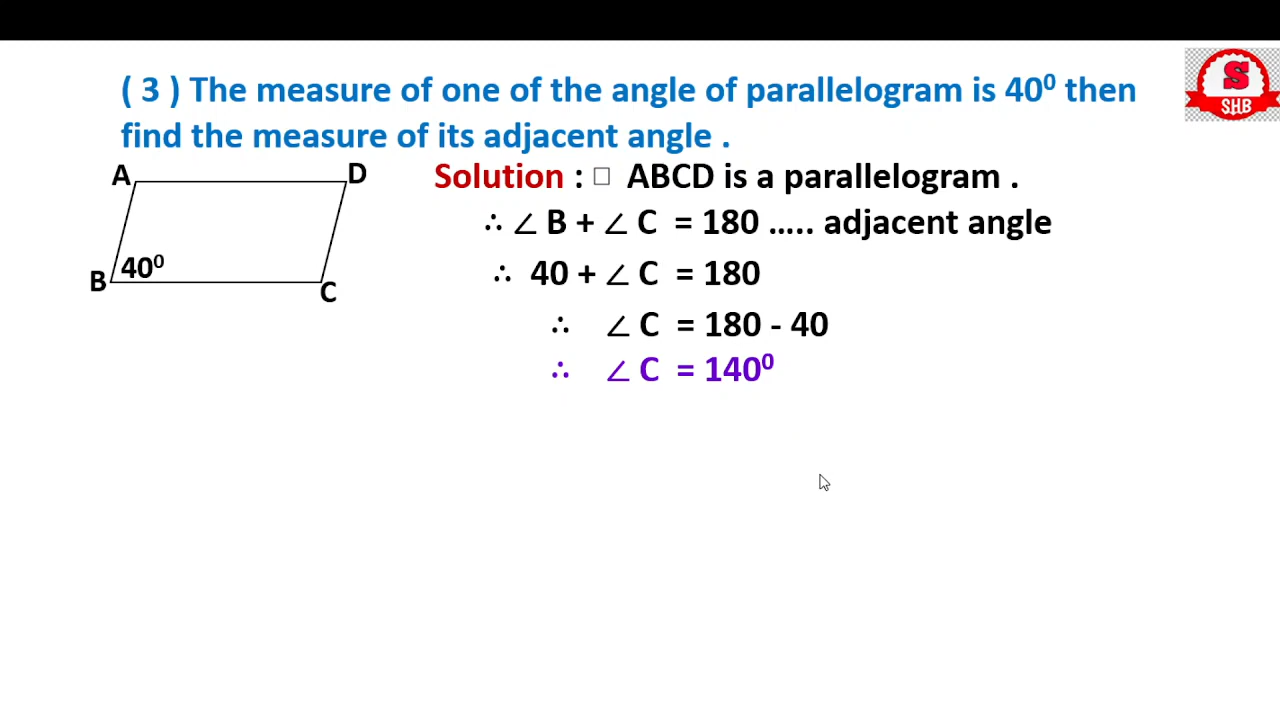 ( 3 ) The measure of one of the angle of parallelogram is 40⁰ then
find the measure of its adjacent angle .
S
S.H.B
A
D
B
40⁰
C
Solution : □ ABCD is a parallelogram .
∴ ∠ B + ∠ C = 180 ….. adjacent angle
∴ 40 + ∠ C = 180
∴ ∠ C = 180 - 40
∴ ∠ C = 140⁰